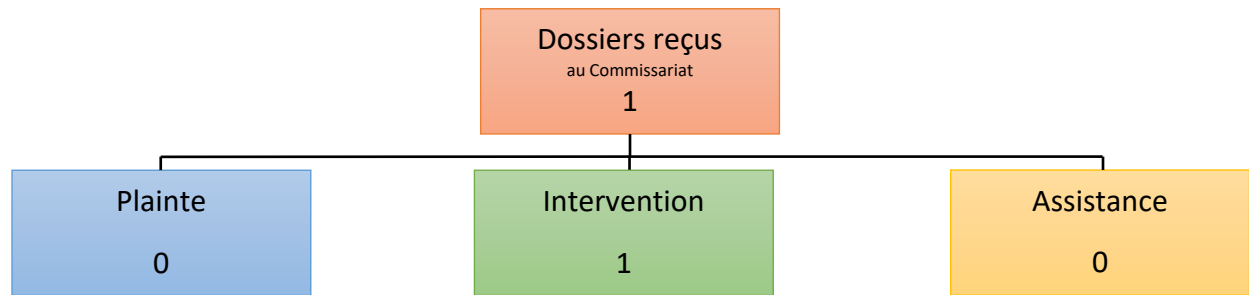 Dossiers reçus
au Commissariat
1
Plainte
0
Intervention
1
Assistance
0